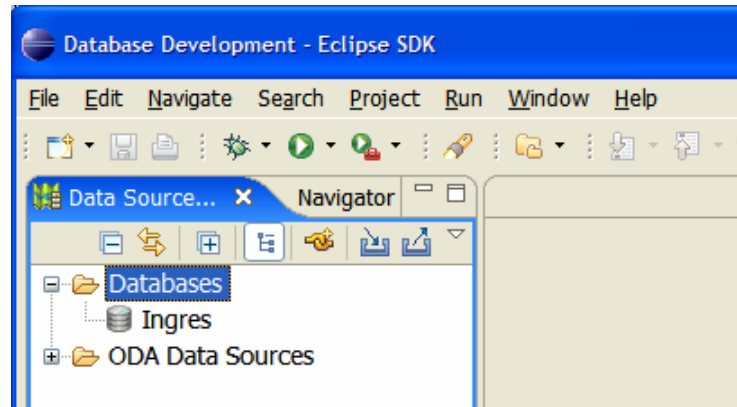 Database Development - Eclipse SDK
File Edit Navigate Search Project Run Window Help
Data Source... Navigator
Databases
Ingres
ODA Data Sources